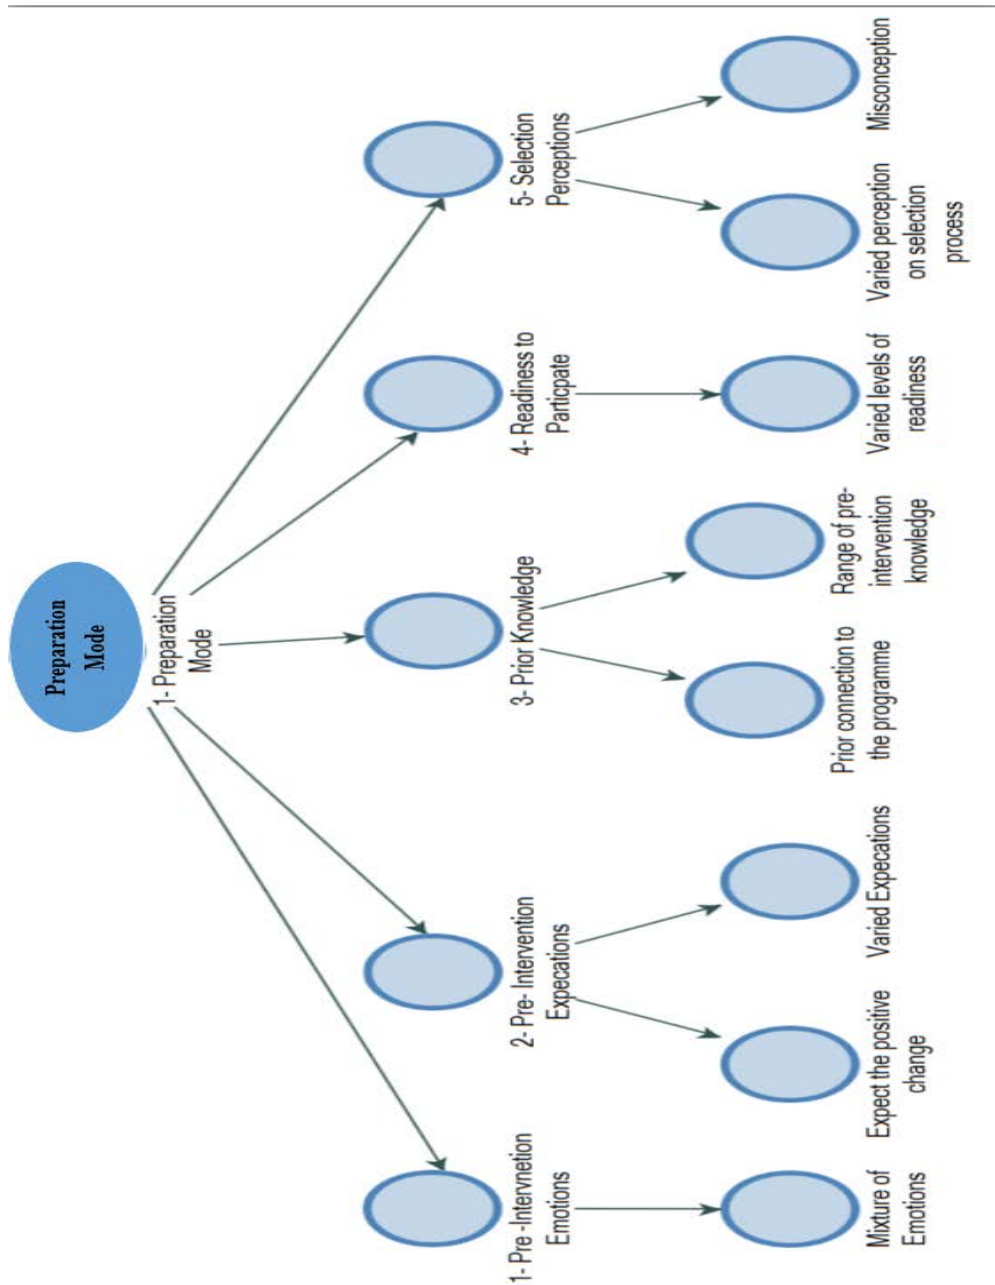 Preparation
Mode
1- Preparation
Mode
1- Pre -Intervnetion
Emotions
2- Pre- Intervention
Expecations
3- Prior Knowledge
4- Readiness to
Particpate
5- Selection
Perceptions
Mixture of
Emotions
Expect the positive
change
Varied Expecations
Prior connection to
the programme
Range of pre-
intervention
knowledge
Varied levels of
readiness
Varied perception
on selection
process
Misconception